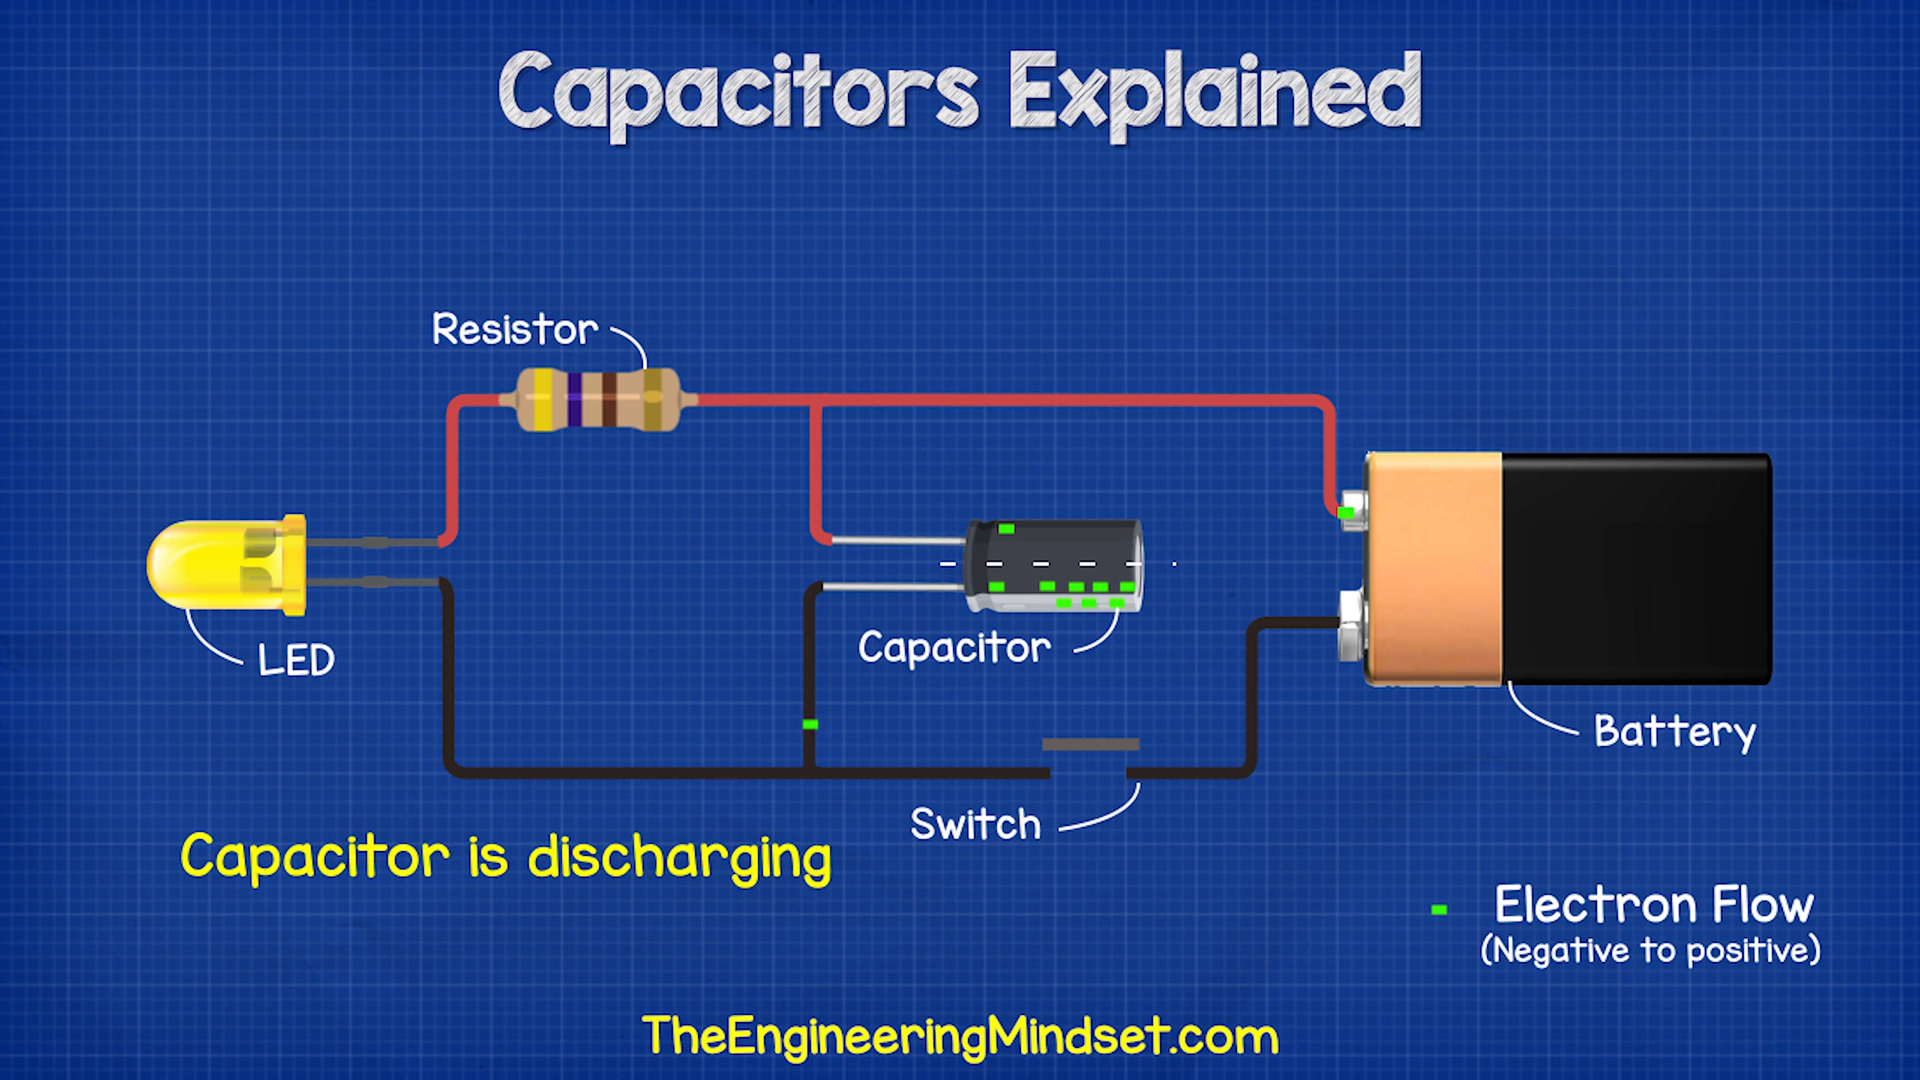 Capacitors Explained
Resistor
LED
Capacitor
Battery
Switch
Capacitor is discharging
Electron Flow
(Negative to positive)
TheEngineeringMindset.com